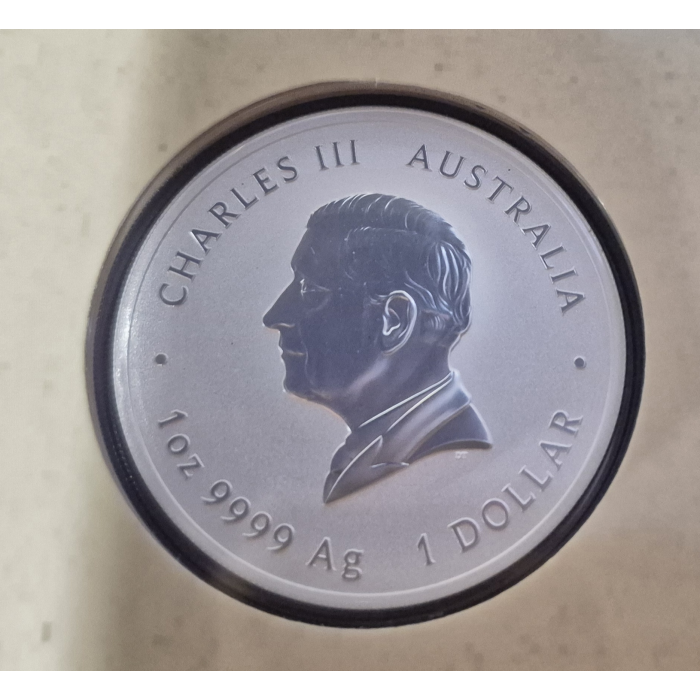 CHARLES III AUSTRALIA
1oz 9999 Ag 1 DOLLAR